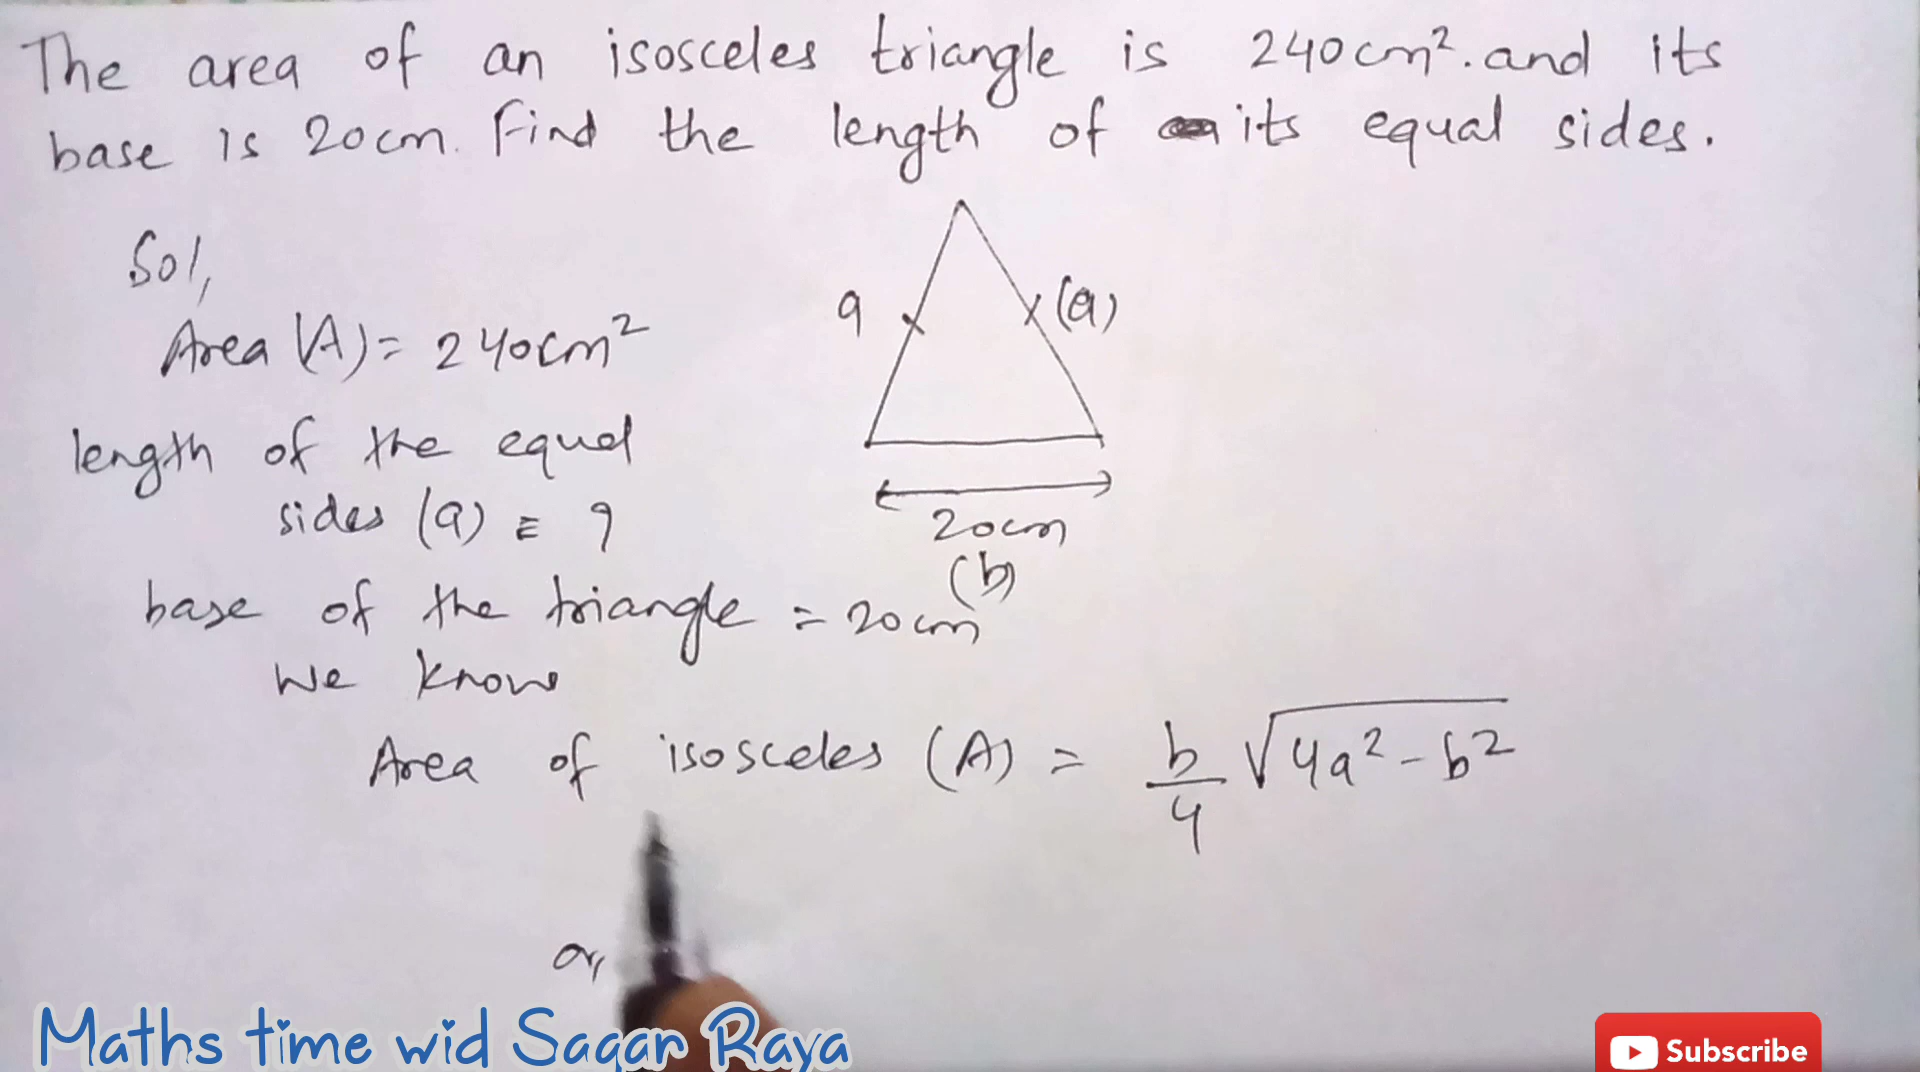 The area of an isosceles triangle is 240cm². and its
base is 20cm. Find the length of its equal sides.
Sol,
Area (A) = 240cm²
length of the equal
sides (a) = ?
base of the triangle = 20cm
We know
Area of isosceles (A) = b/4 √4a² - b²
or,
a
(a)
20cm
(b)
Maths time wid Sagar Raya
Subscribe